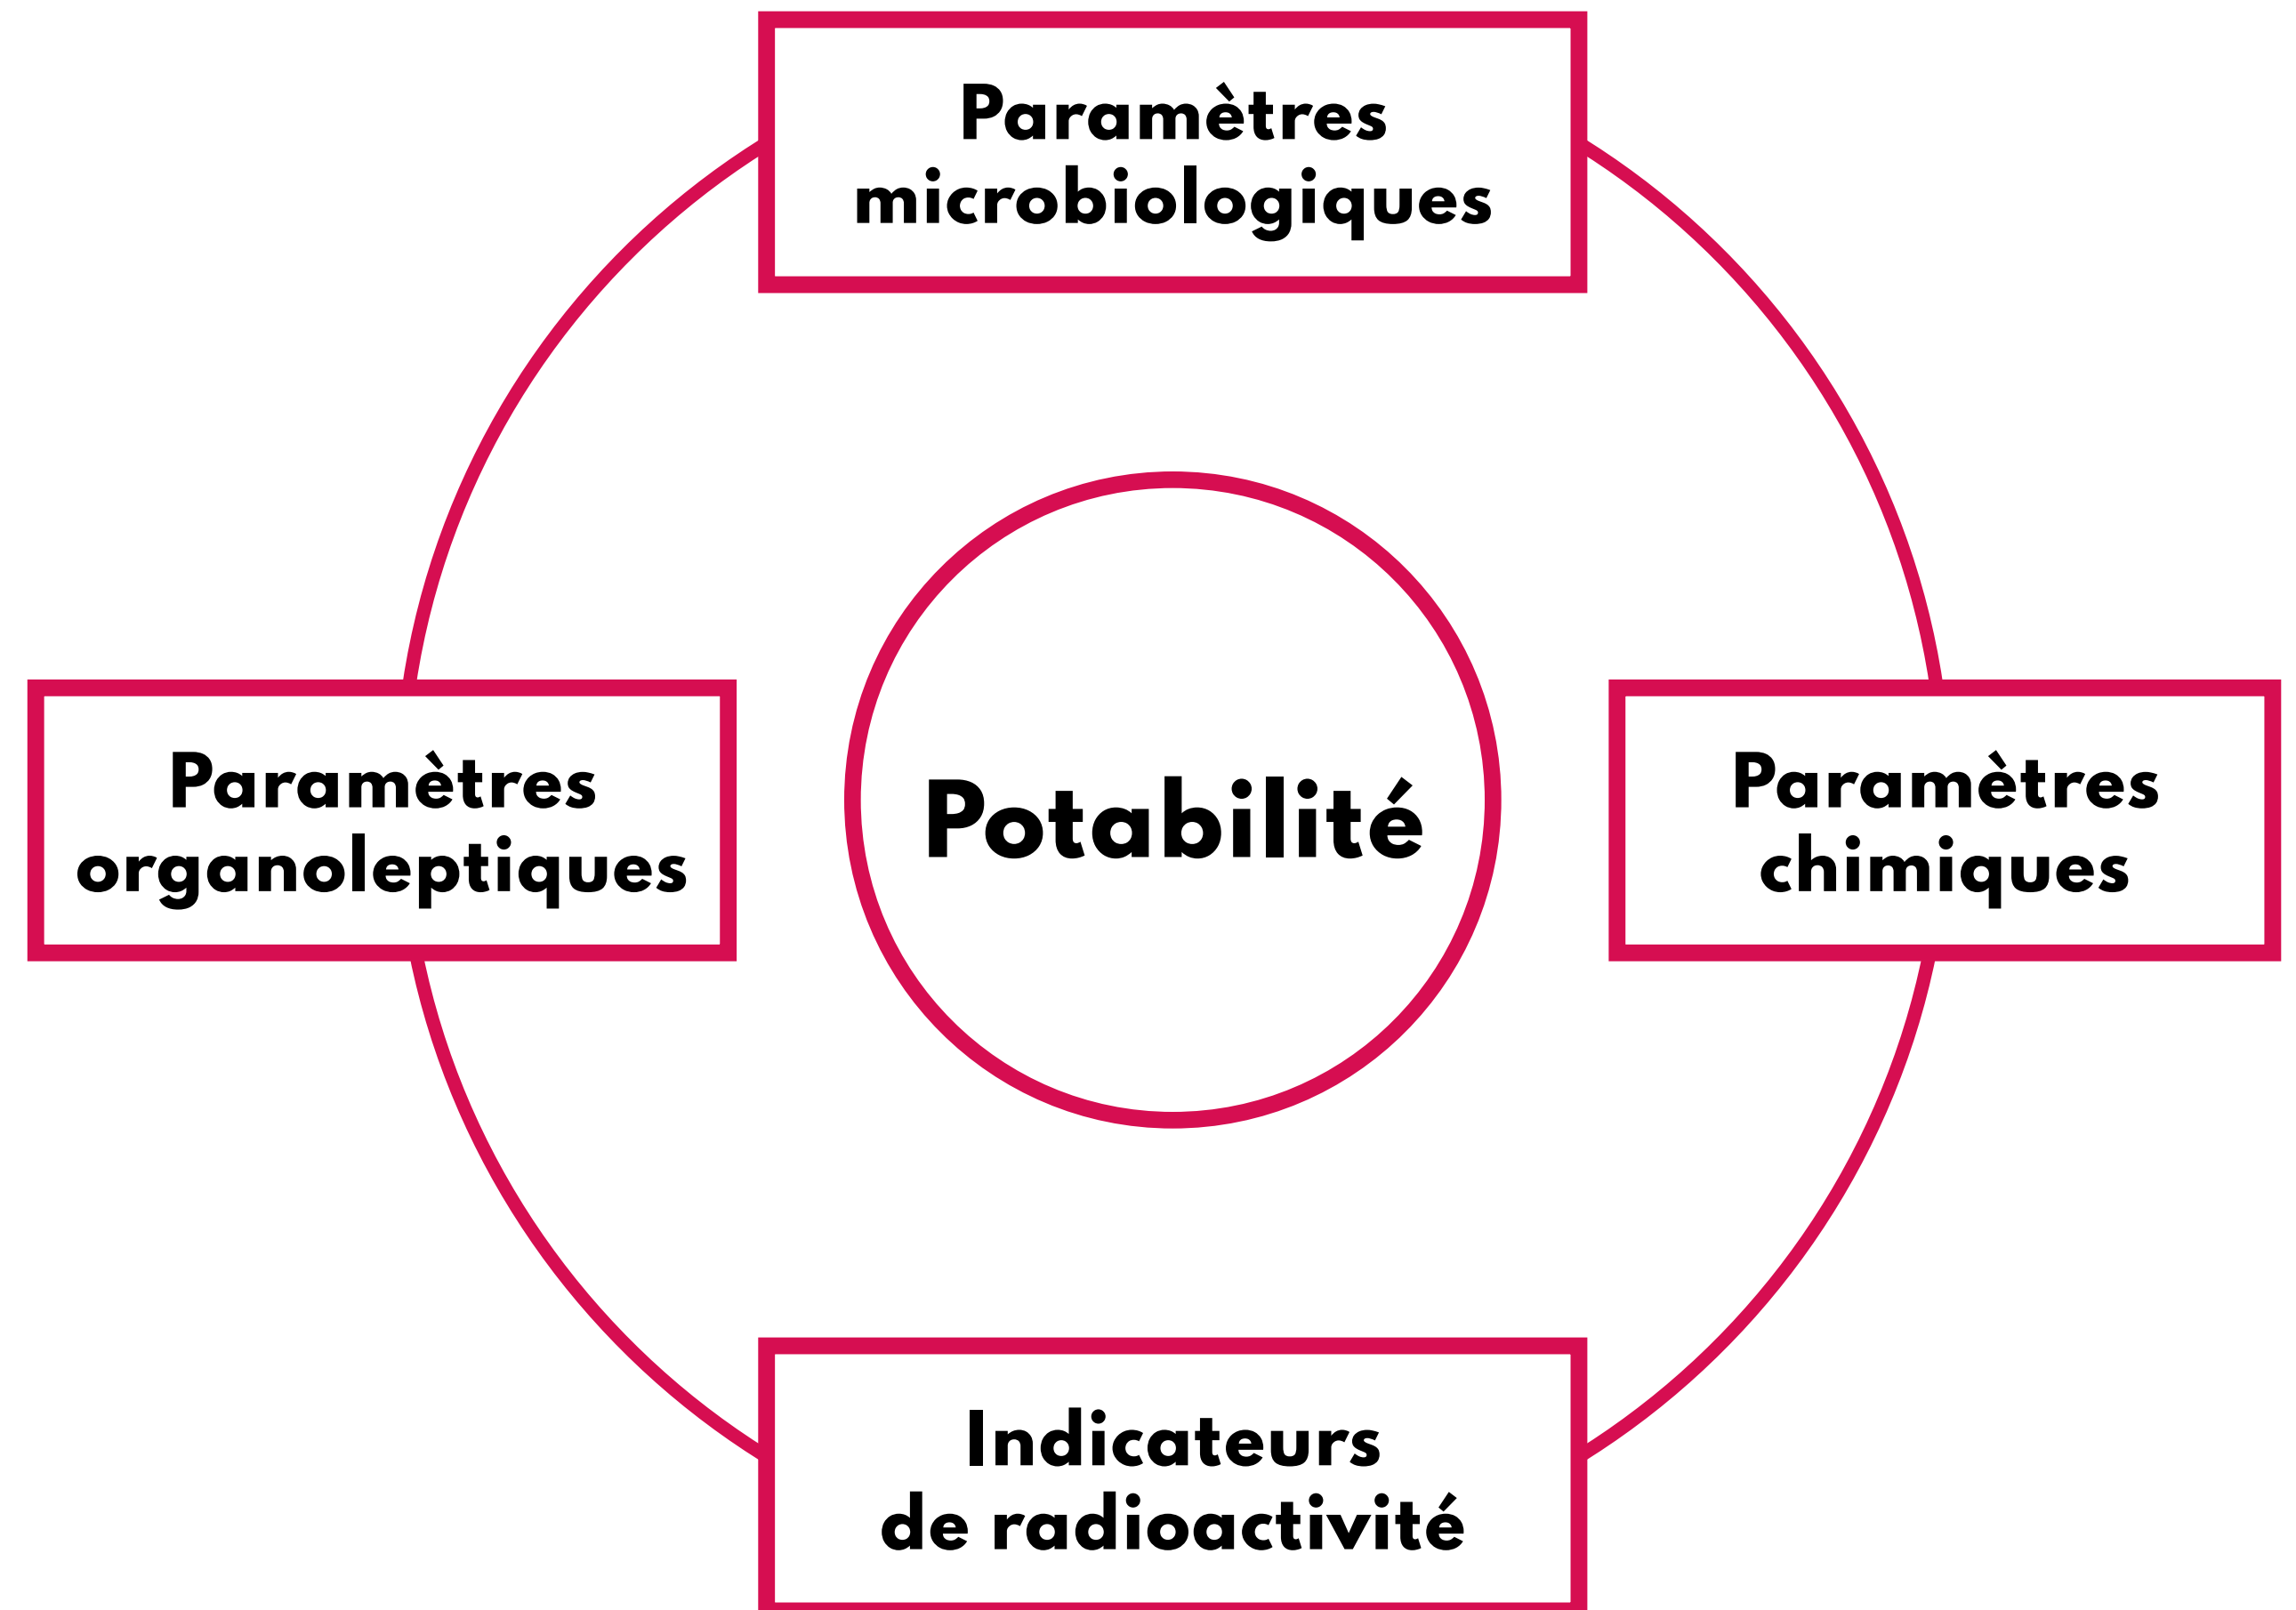 Paramètres
microbiologiques
Paramètres
organoleptiques
Potabilité
Paramètres
chimiques
Indicateurs
de radioactivité